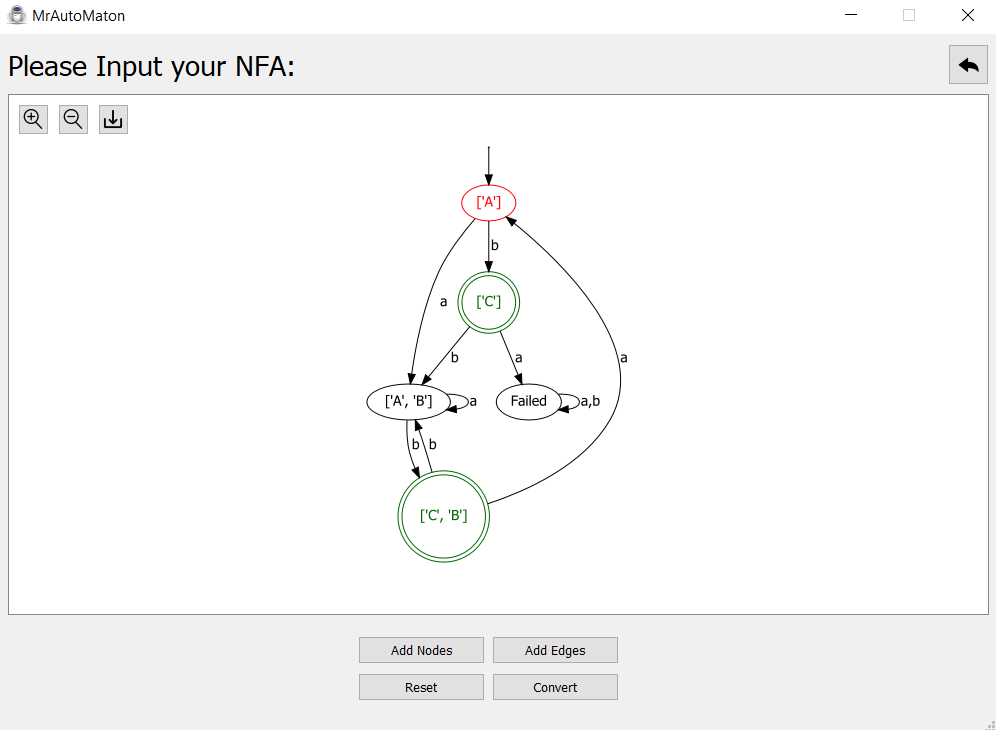 MrAutoMaton
Please Input your NFA:
['A']
b
a
['C']
b
a
a
['A', 'B']
a
Failed
a,b
b
b
['C', 'B']
Add Nodes
Add Edges
Reset
Convert